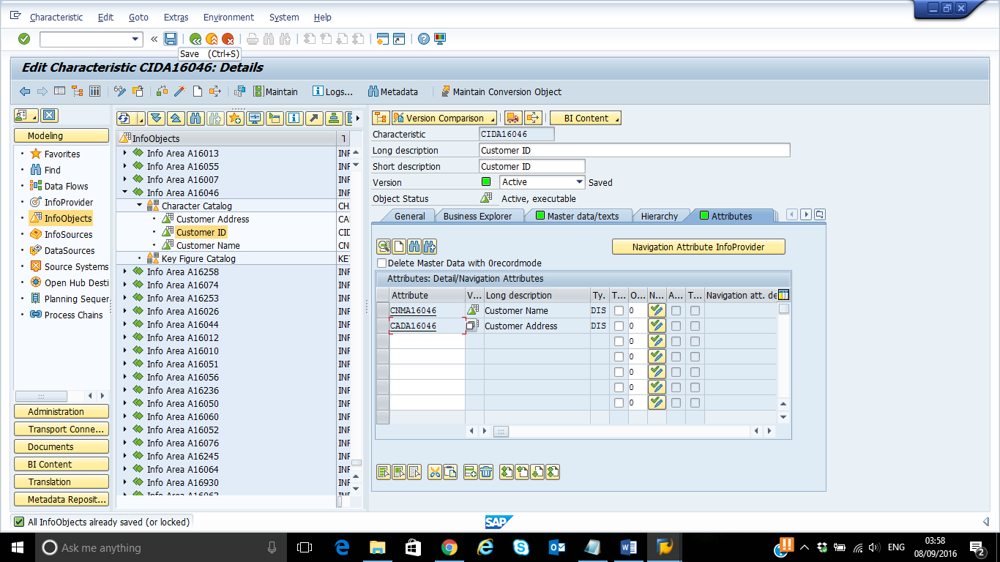 Characteristic Edit Goto Extras Environment System Help
«
Save (Ctrl+S)
Edit Characteristic CIDA16046: Details
Maintain Logs... Metadata Maintain Conversion Object
Modeling
Favorites
Find
Data Flows
InfoProvider
InfoObjects
InfoSources
DataSources
Source Systems
Open Hub Desti
Planning Sequer
Process Chains
Administration
Transport Conne...
Documents
BI Content
Translation
Metadata Reposit...
InfoObjects
Info Area A16013 INF
Info Area A16055 INF
Info Area A16007 INF
Info Area A16046 INF
Character Catalog CHA
Customer Address CAD
Customer ID CID
Customer Name CNM
Key Figure Catalog KEY
Info Area A16258 INF
Info Area A16074 INF
Info Area A16253 INF
Info Area A16026 INF
Info Area A16044 INF
Info Area A16012 INF
Info Area A16010 INF
Info Area A16051 INF
Info Area A16056 INF
Info Area A16236 INF
Info Area A16050 INF
Info Area A16060 INF
Info Area A16052 INF
Info Area A16076 INF
Info Area A16245 INF
Info Area A16064 INF
Info Area A16930 INF
Version Comparison BI Content
Characteristic CIDA16046
Long description Customer ID
Short description Customer ID
Version Active Saved
Object Status Active, executable
General Business Explorer Master data/texts Hierarchy Attributes
Navigation Attribute InfoProvider
Delete Master Data with 0recordmode
Attributes: Detail/Navigation Attributes
Attribute V... Long description Ty. T... O... N... A... T... Navigation att. de
CNMA16046 Customer Name DIS 0
CADA16046 Customer Address DIS 0
0
0
0
0
0
All InfoObjects already saved (or locked)
SAP
Ask me anything
ENG
03:58
08/09/2016
2